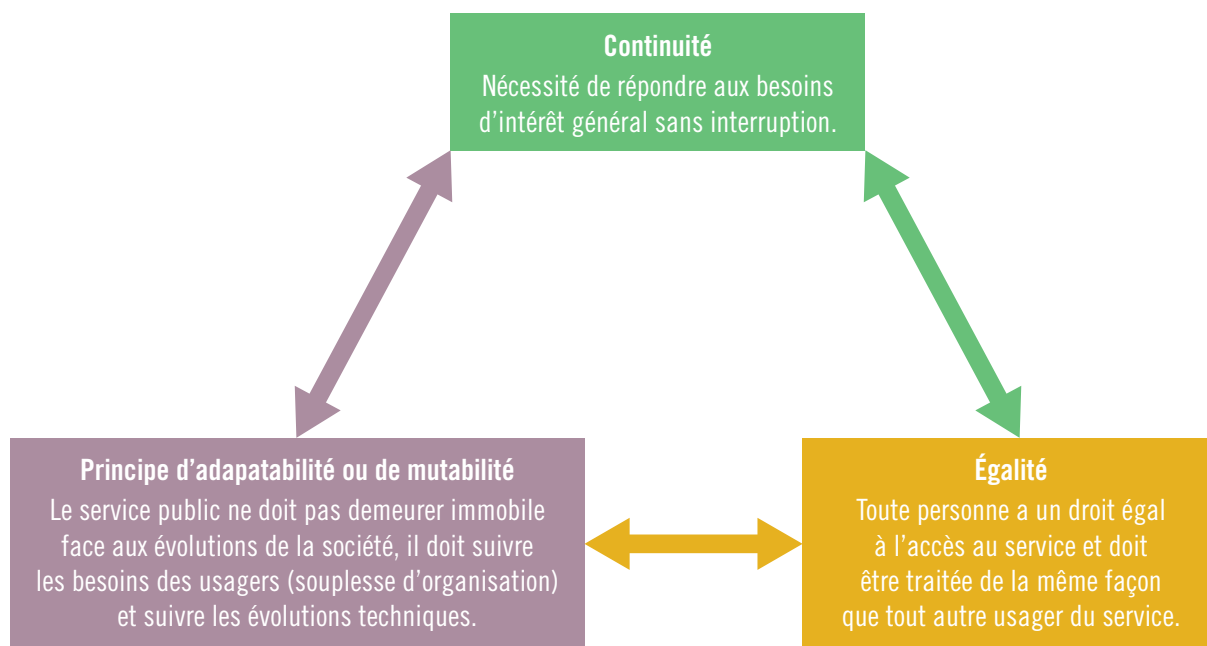 Continuité
Nécessité de répondre aux besoins
d’intérêt général sans interruption.
Principe d’adapatabilité ou de mutabilité
Le service public ne doit pas demeurer immobile
face aux évolutions de la société, il doit suivre
les besoins des usagers (souplesse d’organisation)
et suivre les évolutions techniques.
Égalité
Toute personne a un droit égal
à l’accès au service et doit
être traitée de la même façon
que tout autre usager du service.